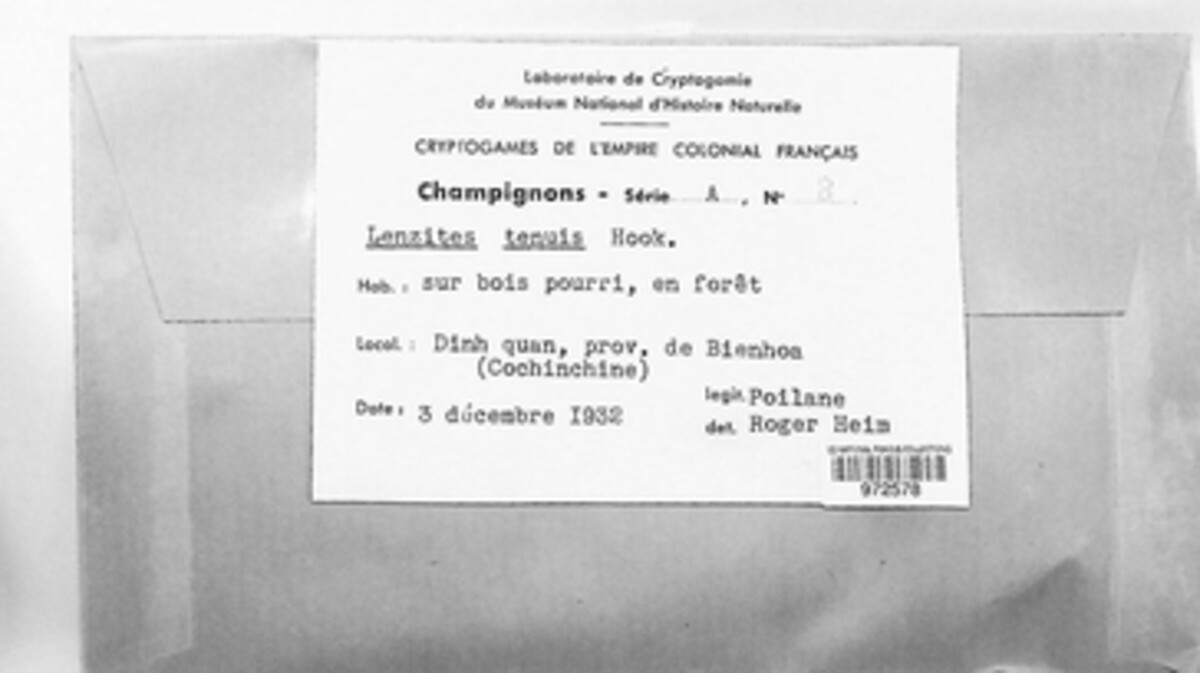 Laboratoire de Cryptogamie
du Muséum National d'Histoire Naturelle
CRYPTOGAMES DE L'EMPIRE COLONIAL FRANÇAIS
Champignons - Série A, N° 8
Lenzites tenuis Hook.
Hab. : sur bois pourri, en forêt
Local. : Dinh quan, prov. de Bienhoa
(Cochinchine)
Date : 3 décembre 1932
legit. Poilane
det. Roger Heim
972578